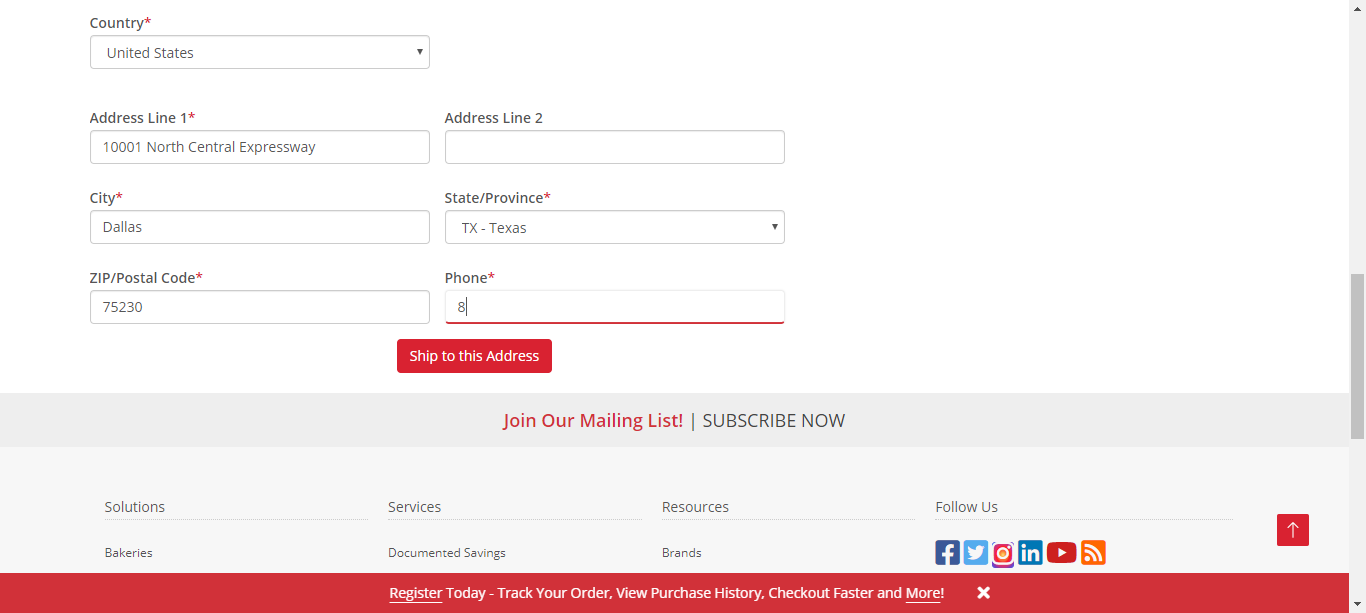 Country*
United States
Address Line 1*
Address Line 2
10001 North Central Expressway
City*
State/Province*
Dallas
TX - Texas
ZIP/Postal Code*
Phone*
75230
8
Ship to this Address
Join Our Mailing List! | SUBSCRIBE NOW
Solutions
Services
Resources
Follow Us
Bakeries
Documented Savings
Brands
Register Today - Track Your Order, View Purchase History, Checkout Faster and More!